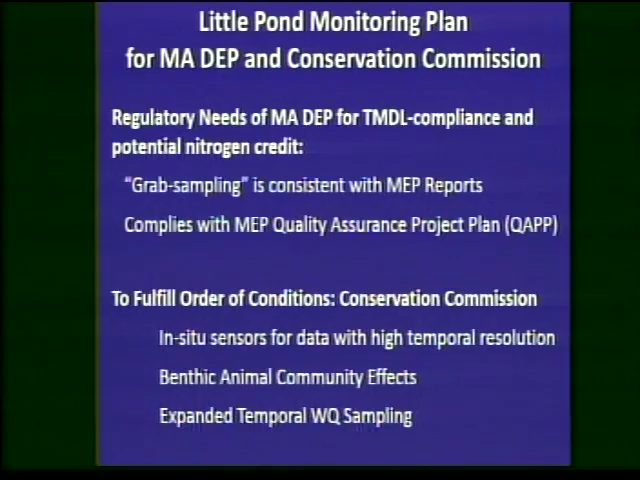 Little Pond Monitoring Plan
for MA DEP and Conservation Commission
Regulatory Needs of MA DEP for TMDL-compliance and
potential nitrogen credit:
“Grab-sampling” is consistent with MEP Reports
Complies with MEP Quality Assurance Project Plan (QAPP)
To Fulfill Order of Conditions: Conservation Commission
In-situ sensors for data with high temporal resolution
Benthic Animal Community Effects
Expanded Temporal WQ Sampling